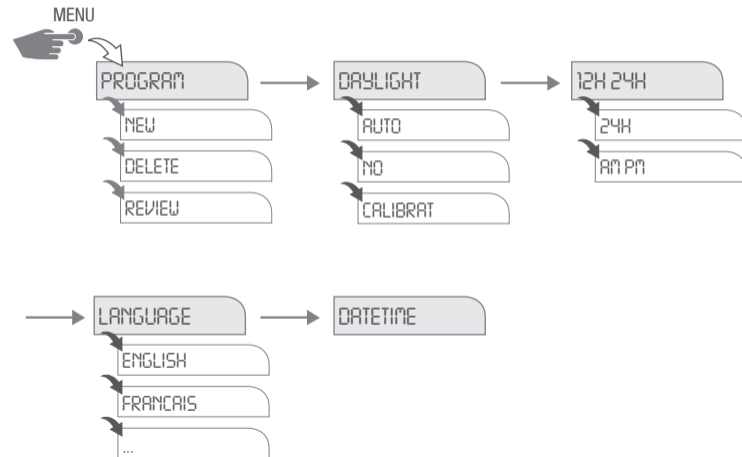 MENU
PROGRAM
NEW
DELETE
REVIEW
DAYLIGHT
AUTO
NO
CALIBRAT
12H 24H
24H
AM PM
LANGUAGE
ENGLISH
FRANCAIS
...
DATETIME